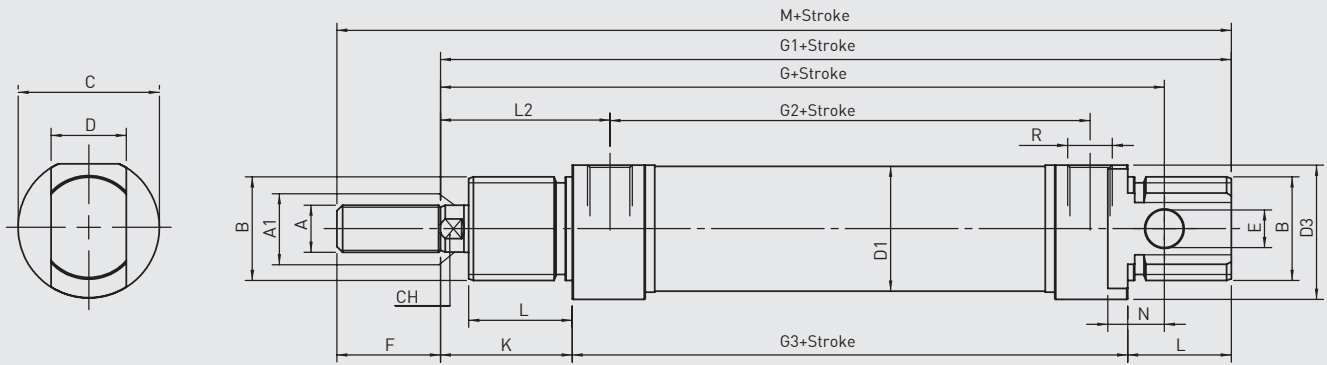 M+Stroke
G1+Stroke
G+Stroke
C
L2
G2+Stroke
D
R
B
A1
A
D1
E
B
D3
CH
L
N
F
K
G3+Stroke
L